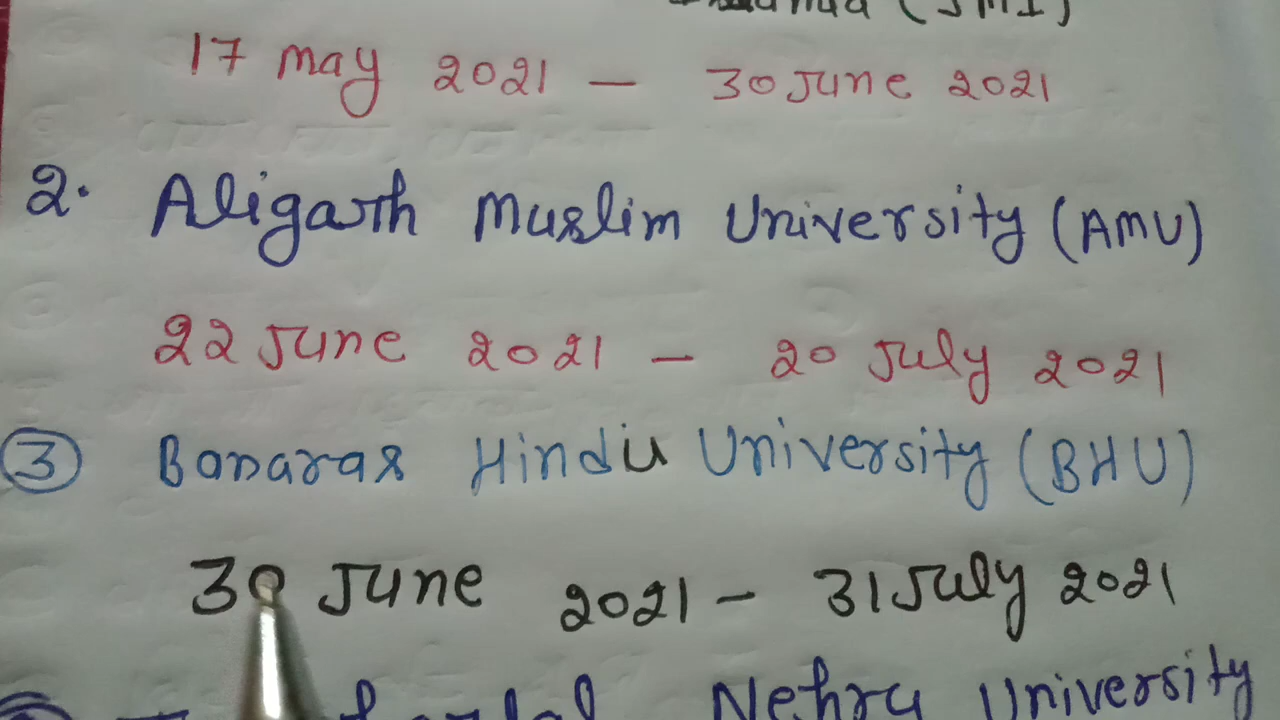 (JMI)
17 may 2021 - 30 June 2021
2. Aligarh Muslim University (AMU)
22 June 2021 - 20 July 2021
3 Banaras Hindu University (BHU)
30 June 2021 - 31 July 2021
Nehru University